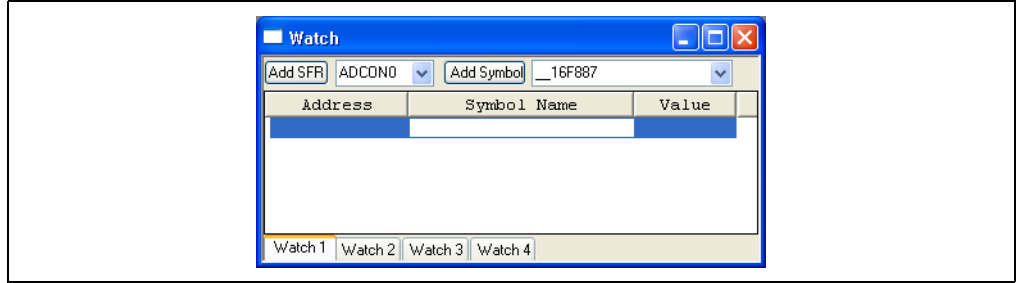 Watch
Add SFR ADCON0 Add Symbol __16F887
Address Symbol Name Value
Watch 1 Watch 2 Watch 3 Watch 4